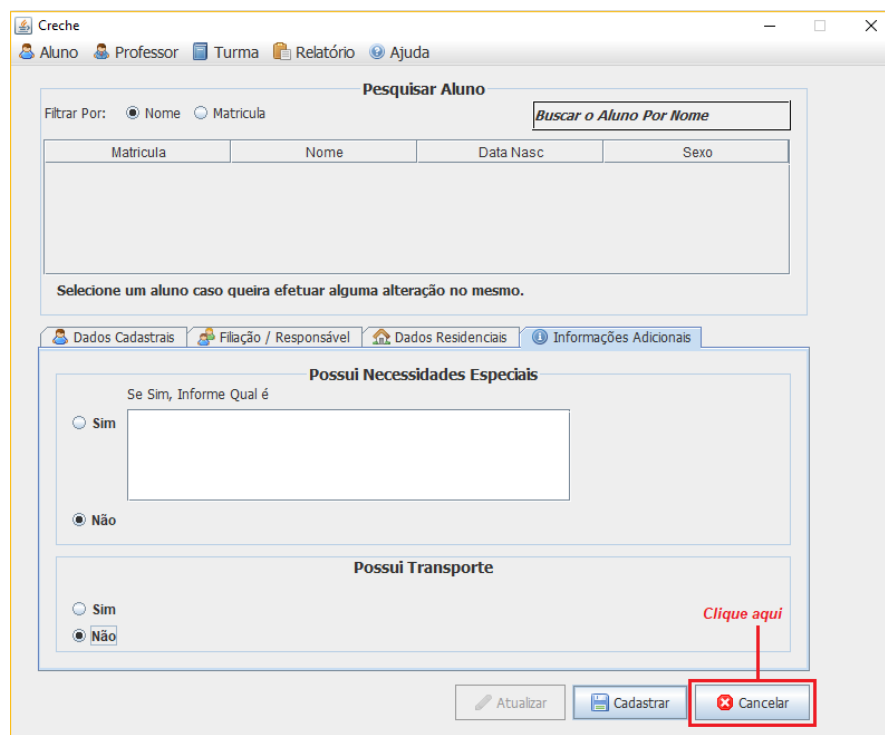 Creche
Aluno Professor Turma Relatório Ajuda
Pesquisar Aluno
Filtrar Por: Nome Matricula Buscar o Aluno Por Nome
Matricula Nome Data Nasc Sexo
Selecione um aluno caso queira efetuar alguma alteração no mesmo.
Dados Cadastrais Filiação / Responsável Dados Residenciais Informações Adicionais
Possui Necessidades Especiais
Se Sim, Informe Qual é
Sim
Não
Possui Transporte
Sim
Clique aqui
Não
Atualizar Cadastrar Cancelar